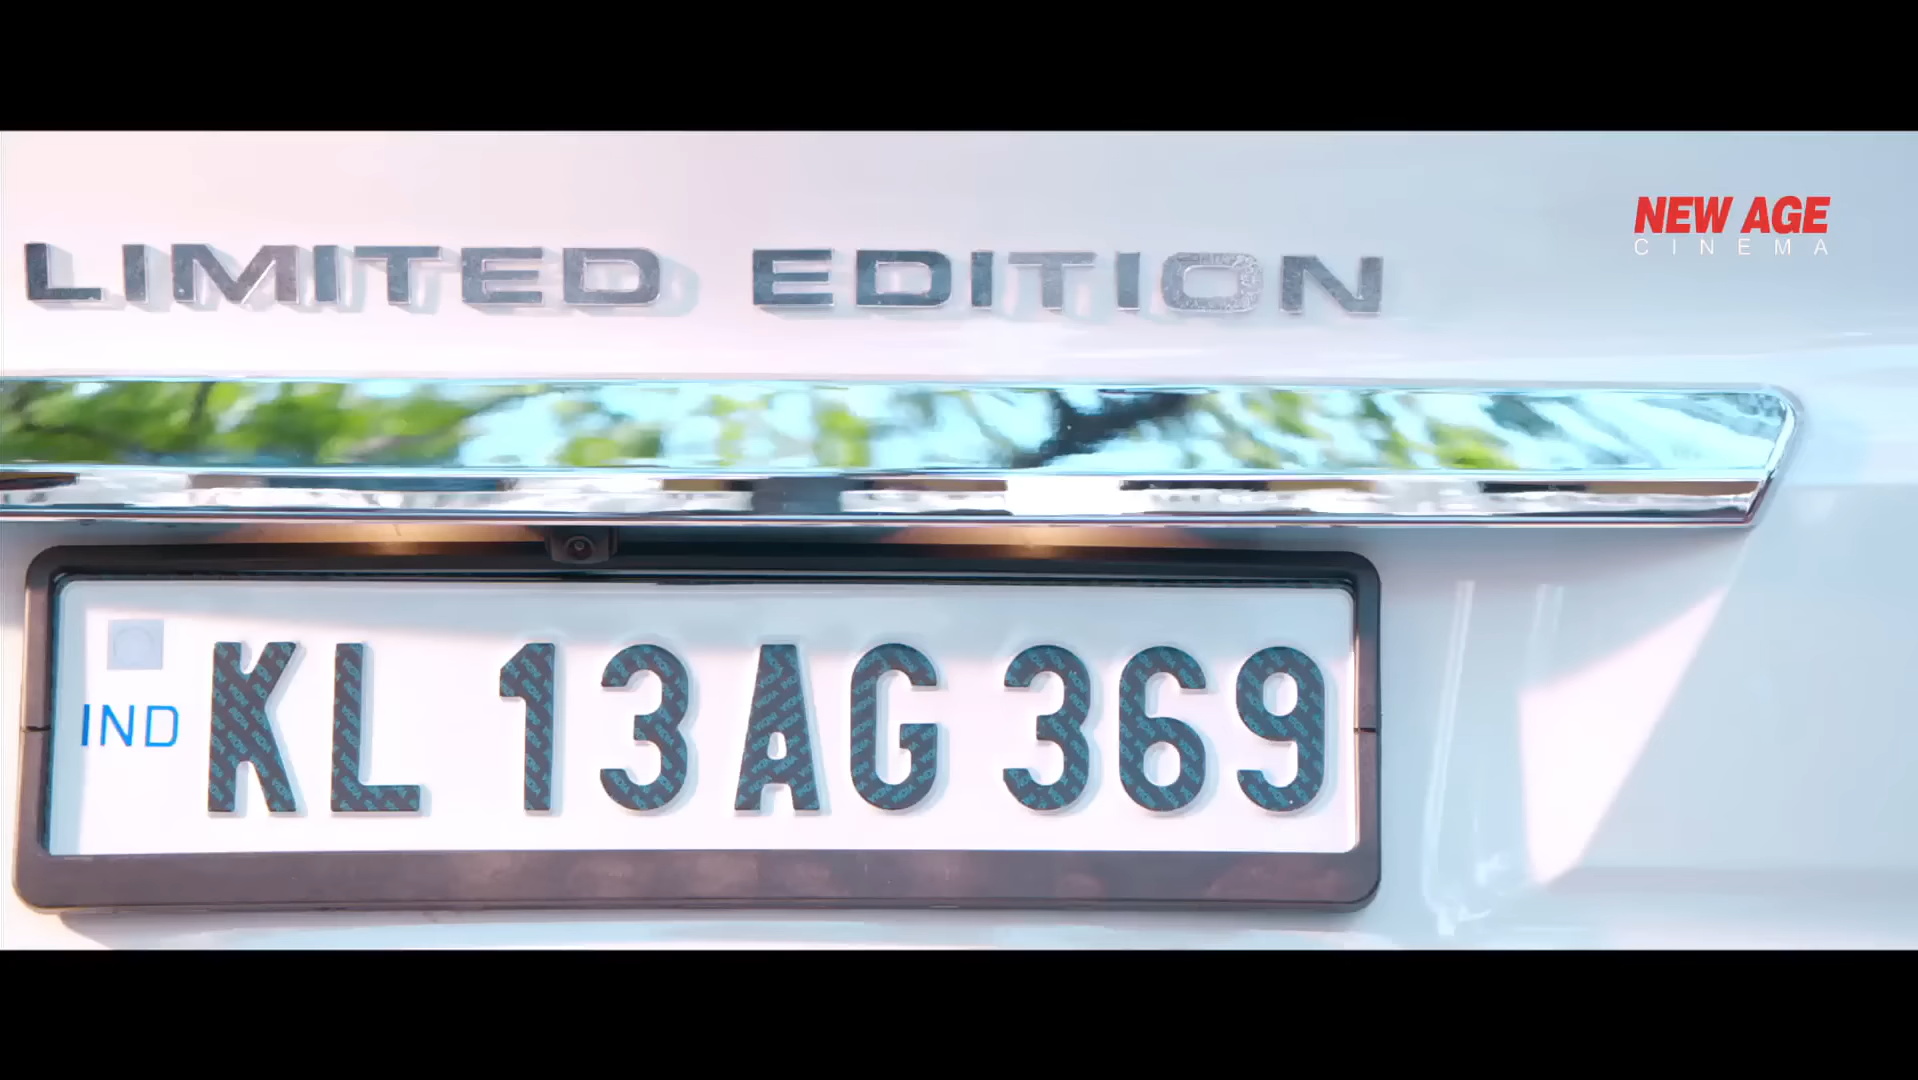 LIMITED EDITION
NEW AGE
CINEMA
IND
KL 13 AG 369